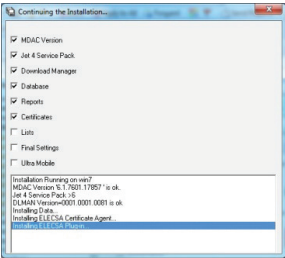 Continuing the Installation...
MDAC Version
Jet 4 Service Pack
Download Manager
Database
Reports
Certificates
Lists
Final Settings
Ultra Mobile
Installation Running on win7
MDAC Version '6.1.7601.17857 ' is ok.
Jet 4 Service Pack >6
DLMAN Version=0001.0001.0081 is ok
Installing Data...
Installing ELECSA Certificate Agent...
Installing ELECSA Plug-in...